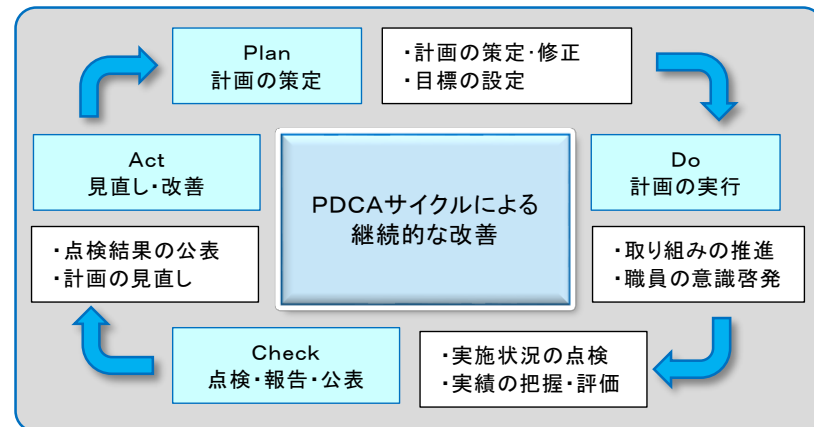 Plan
計画の策定
・計画の策定・修正
・目標の設定
Act
見直し・改善
Do
計画の実行
PDCAサイクルによる
継続的な改善
・点検結果の公表
・計画の見直し
・取り組みの推進
・職員の意識啓発
Check
点検・報告・公表
・実施状況の点検
・実績の把握・評価